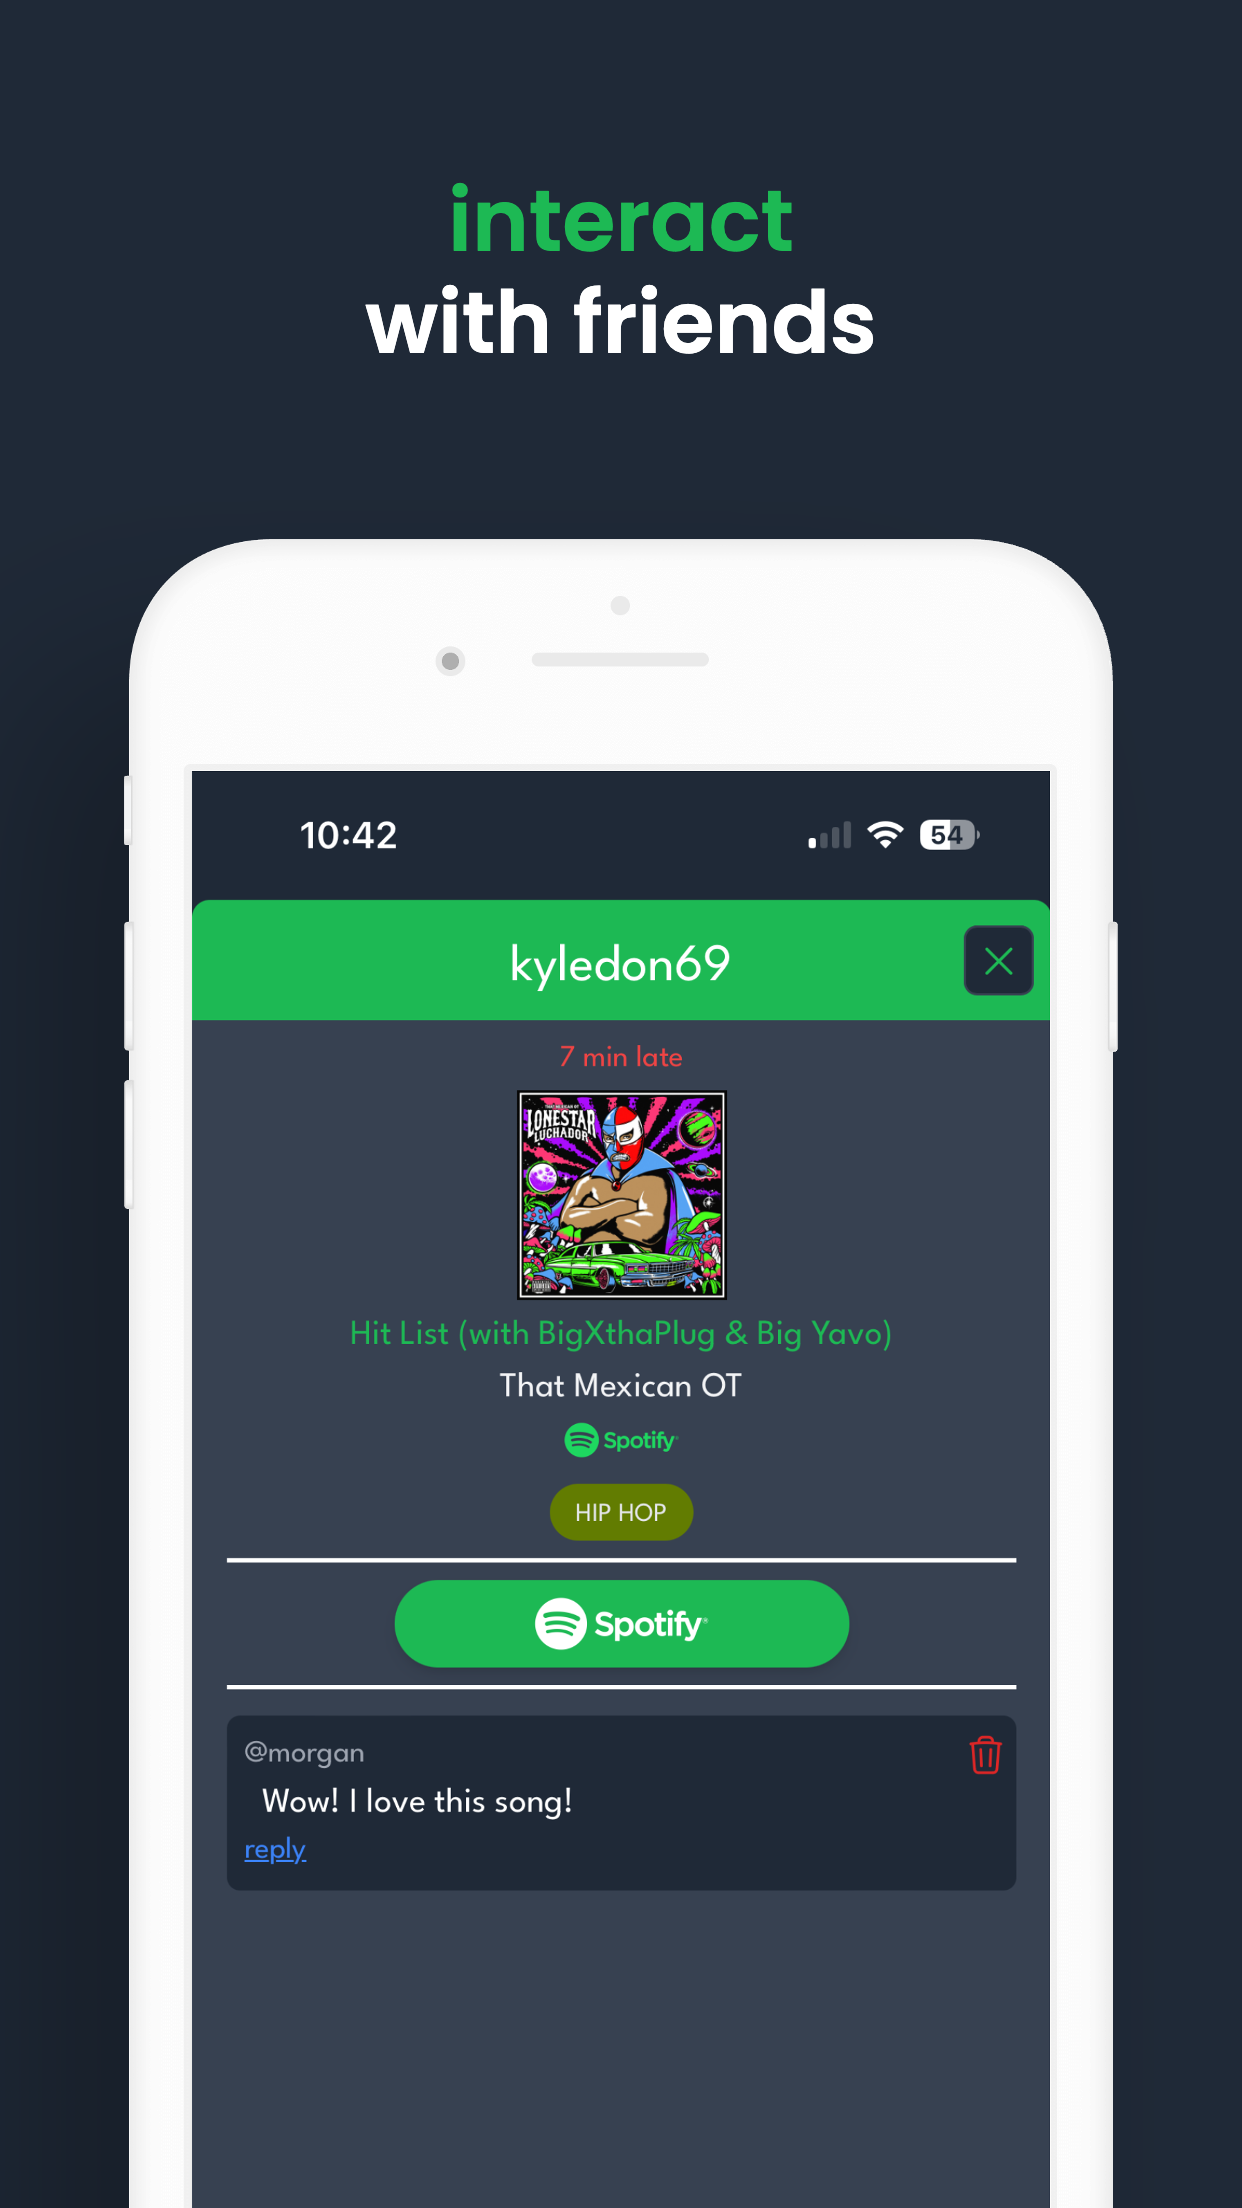 interact
with friends
10:42
54
kyledon69
7 min late
LONESTAR
LUCHADOR
Hit List (with BigXthaPlug & Big Yavo)
That Mexican OT
Spotify
HIP HOP
Spotify
@morgan
Wow! I love this song!
reply